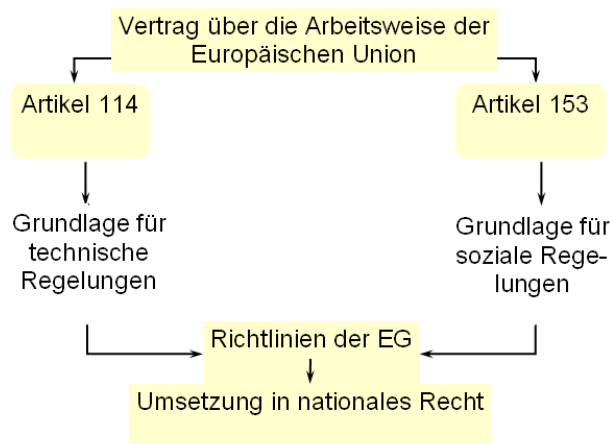 Vertrag über die Arbeitsweise der
Europäischen Union
Artikel 114
Artikel 153
Grundlage für
technische
Regelungen
Grundlage für
soziale Rege-
lungen
Richtlinien der EG
Umsetzung in nationales Recht